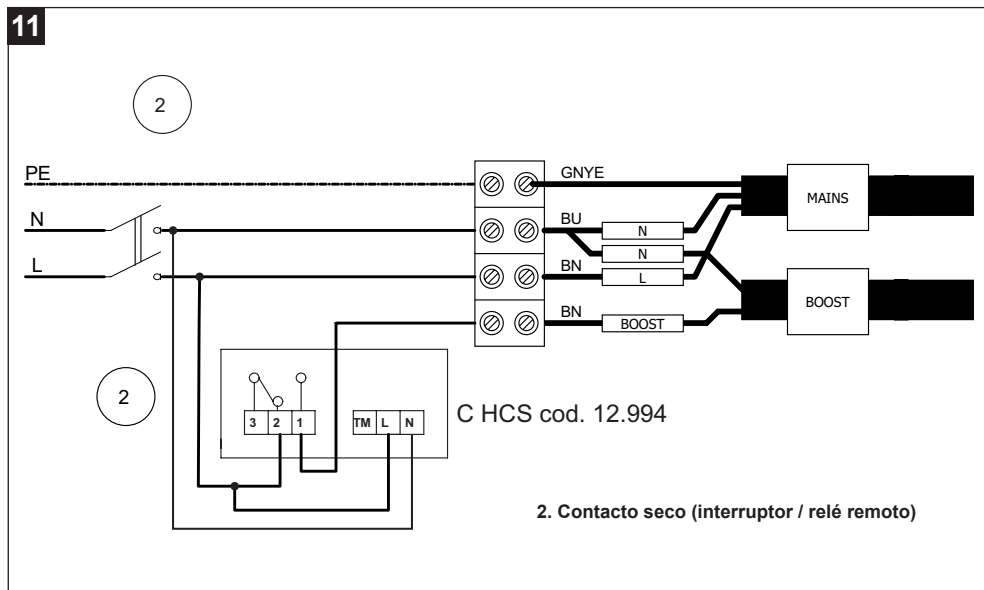 11
2
PE
GNYE
MAINS
N
BU
N
N
L
BN
L
BN
BOOST
BOOST
2
3 2 1
TM L N
C HCS cod. 12.994
2. Contacto seco (interruptor / relé remoto)